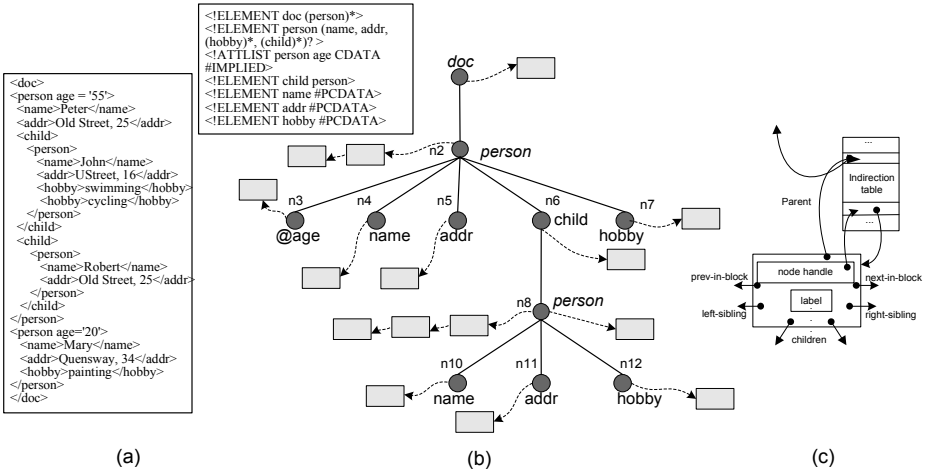 <!ELEMENT doc (person)*>
<!ELEMENT person (name, addr,
(hobby)*, (child)*)? >
<!ATTLIST person age CDATA
#IMPLIED>
<!ELEMENT child person>
<!ELEMENT name #PCDATA>
<!ELEMENT addr #PCDATA>
<!ELEMENT hobby #PCDATA>
<doc>
<person age = '55'>
<name>Peter</name>
<addr>Old Street, 25</addr>
<child>
<person>
<name>John</name>
<addr>UStreet, 16</addr>
<hobby>swimming</hobby>
<hobby>cycling</hobby>
</person>
</child>
<child>
<person>
<name>Robert</name>
<addr>Old Street, 25</addr>
</person>
</child>
</person>
<person age='20'>
<name>Mary</name>
<addr>Quensway, 34</addr>
<hobby>painting</hobby>
</person>
</doc>
(a)
doc
n2 person
n3 n4 n5 n6 n7
@age name addr child hobby
n8 person
n10 n11 n12
name addr hobby
(b)
...
Indirection
table
...
Parent
node handle
prev-in-block next-in-block
label
left-sibling right-sibling
children
(c)